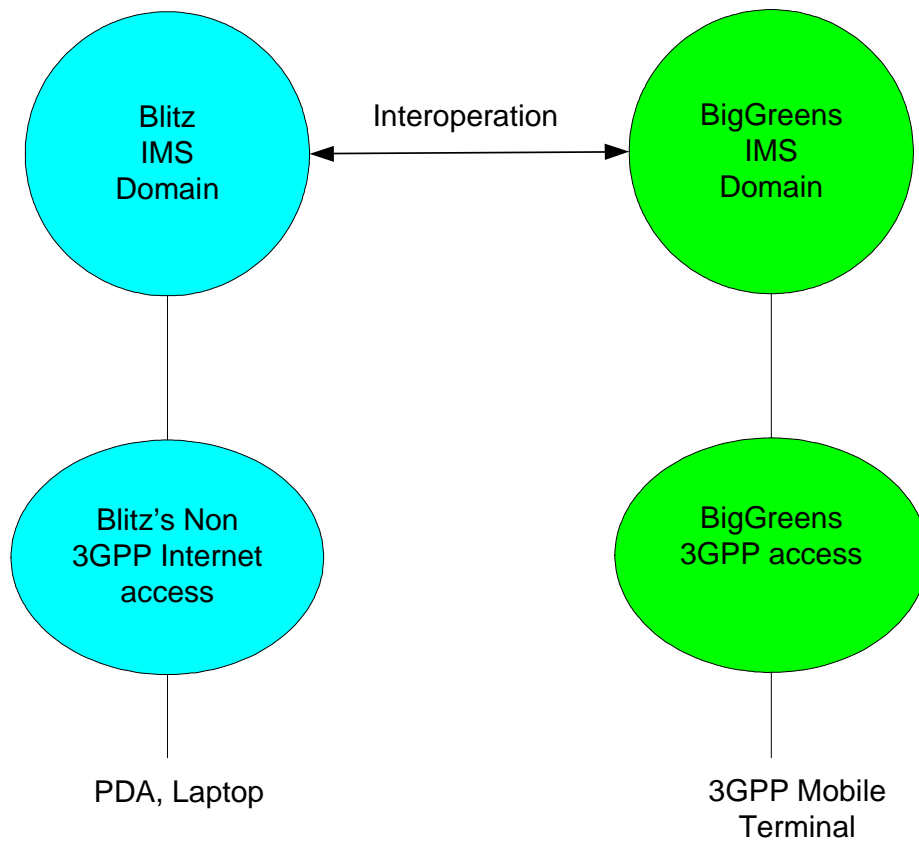 Blitz
IMS
Domain
Interoperation
BigGreens
IMS
Domain
Blitz’s Non
3GPP Internet
access
BigGreens
3GPP access
PDA, Laptop
3GPP Mobile
Terminal